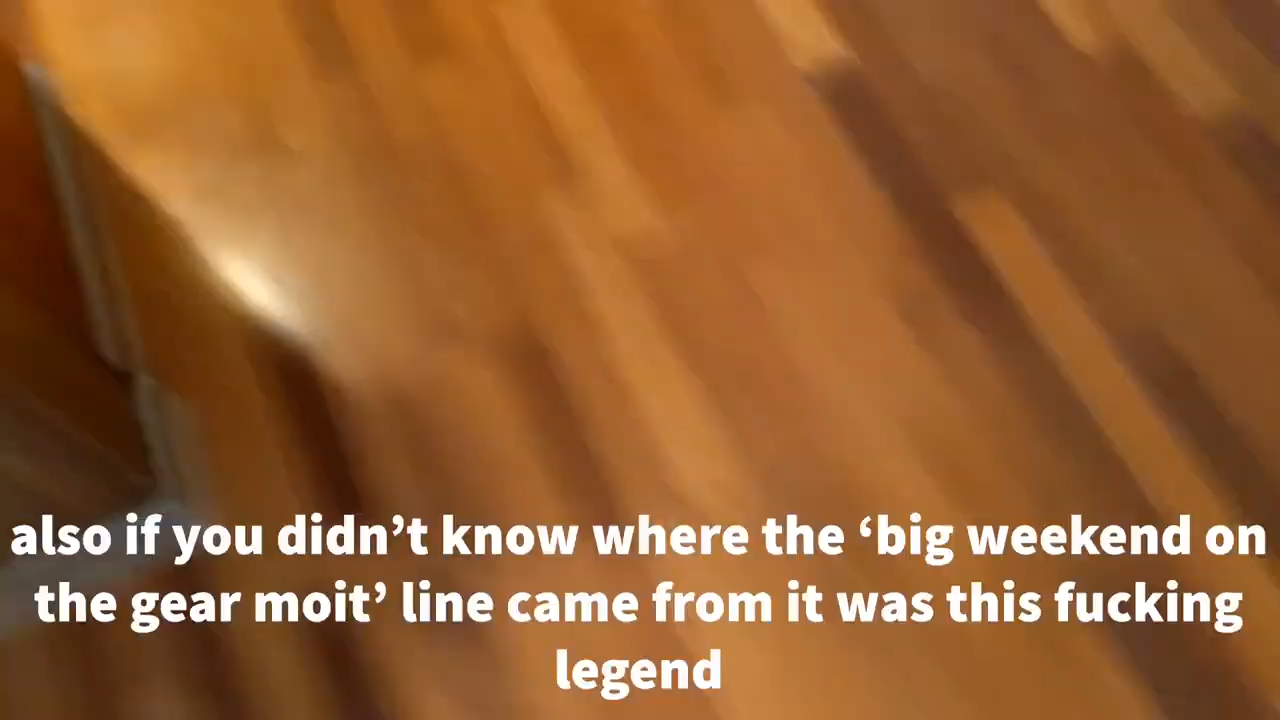 also if you didn’t know where the ‘big weekend on
the gear moit’ line came from it was this fucking
legend